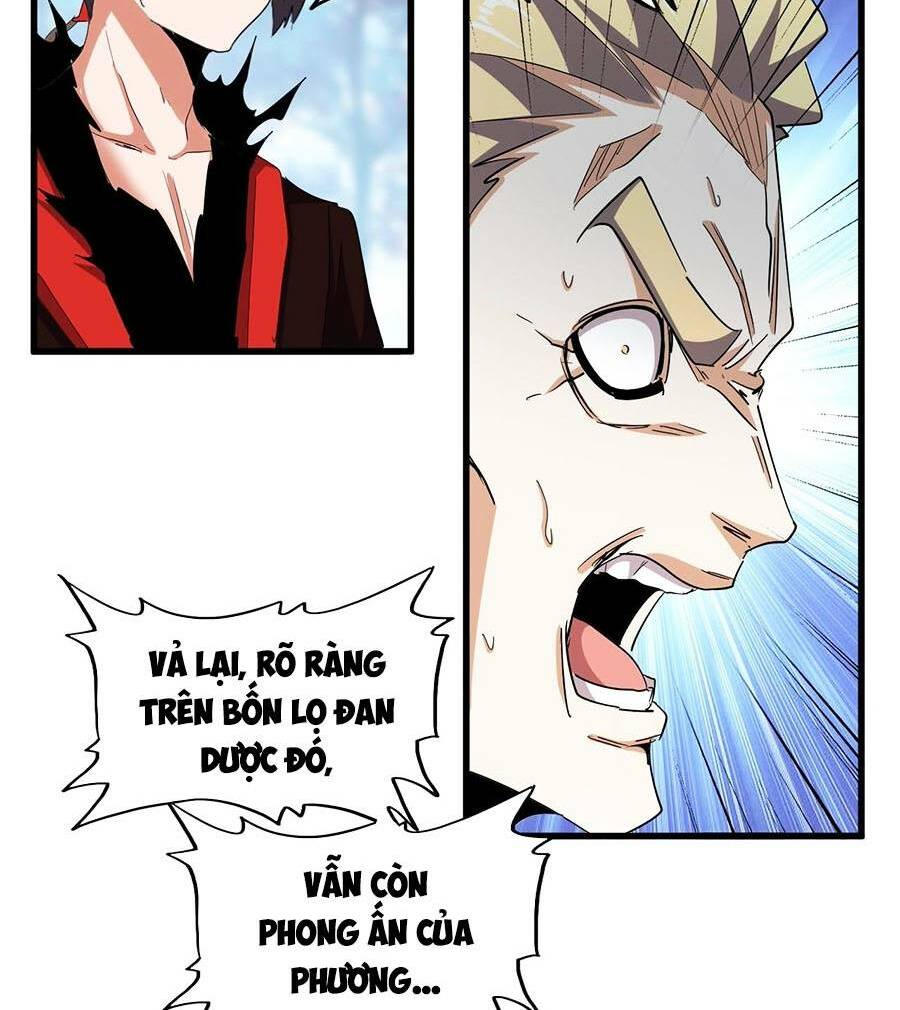 VẢ LẠI, RÕ RÀNG
TRÊN BỐN LỌ ĐAN
DƯỢC ĐÓ,
VẪN CÒN
PHONG ẤN CỦA
PHƯƠNG...